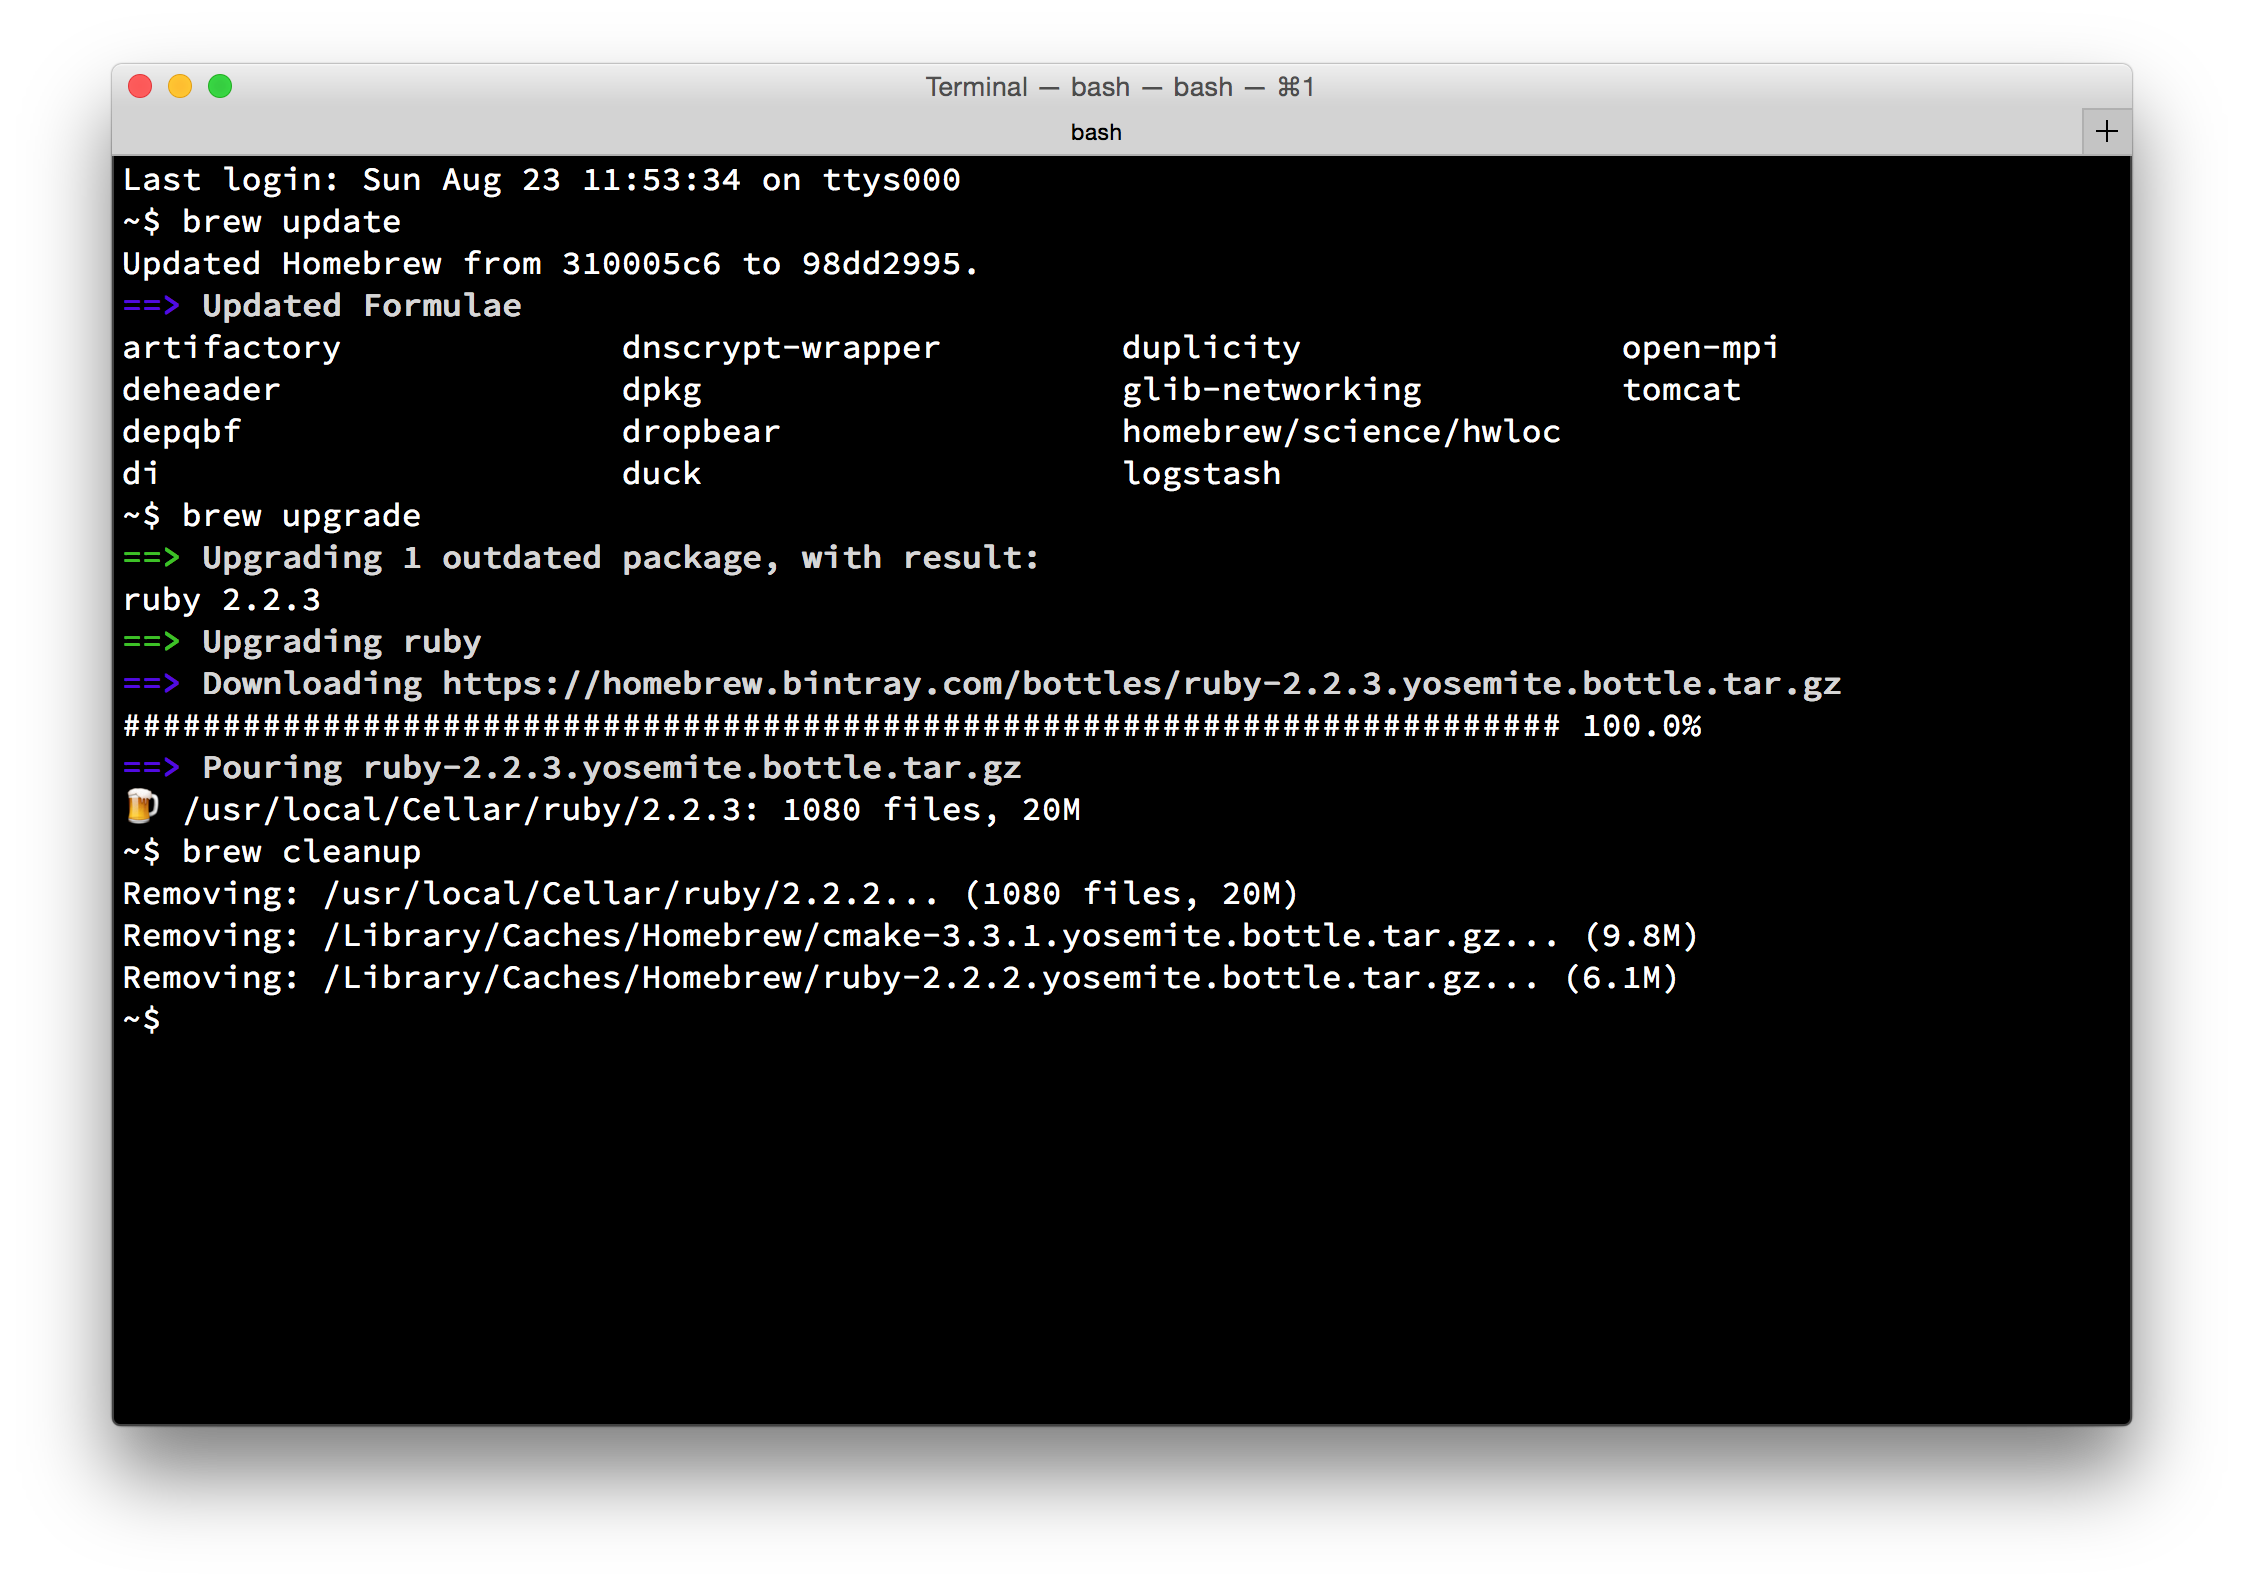 Terminal — bash — bash — ⌘1
bash
Last login: Sun Aug 23 11:53:34 on ttys000
~$ brew update
Updated Homebrew from 310005c6 to 98dd2995.
==> Updated Formulae
artifactory dnscrypt-wrapper duplicity open-mpi
deheader dpkg glib-networking tomcat
depqbf dropbear homebrew/science/hwloc
di duck logstash
~$ brew upgrade
==> Upgrading 1 outdated package, with result:
ruby 2.2.3
==> Upgrading ruby
==> Downloading https://homebrew.bintray.com/bottles/ruby-2.2.3.yosemite.bottle.tar.gz
######################################################################## 100.0%
==> Pouring ruby-2.2.3.yosemite.bottle.tar.gz
🍺 /usr/local/Cellar/ruby/2.2.3: 1080 files, 20M
~$ brew cleanup
Removing: /usr/local/Cellar/ruby/2.2.2... (1080 files, 20M)
Removing: /Library/Caches/Homebrew/cmake-3.3.1.yosemite.bottle.tar.gz... (9.8M)
Removing: /Library/Caches/Homebrew/ruby-2.2.2.yosemite.bottle.tar.gz... (6.1M)
~$